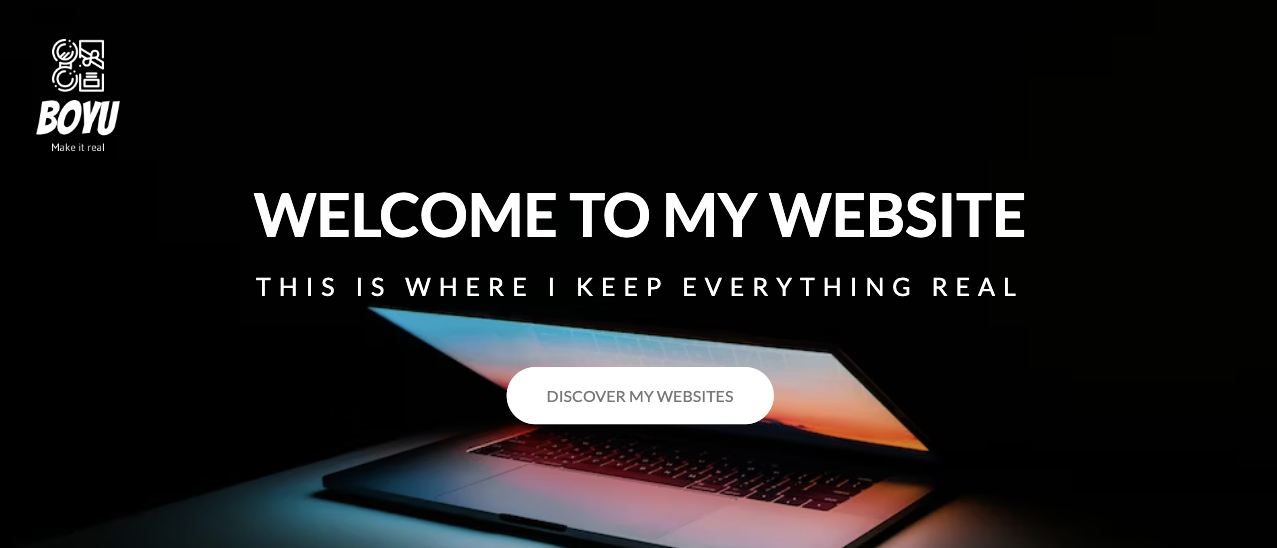 BOYU
Make it real
WELCOME TO MY WEBSITE
THIS IS WHERE I KEEP EVERYTHING REAL
DISCOVER MY WEBSITES